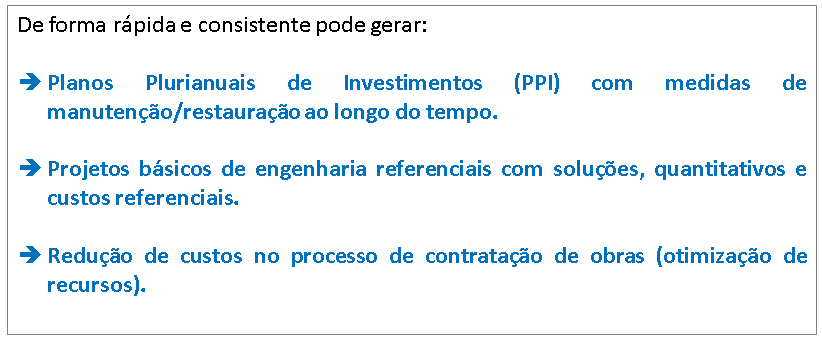 De forma rápida e consistente pode gerar:
➔ Planos Plurianuais de Investimentos (PPI) com medidas de
manutenção/restauração ao longo do tempo.
➔ Projetos básicos de engenharia referenciais com soluções, quantitativos e
custos referenciais.
➔ Redução de custos no processo de contratação de obras (otimização de
recursos).